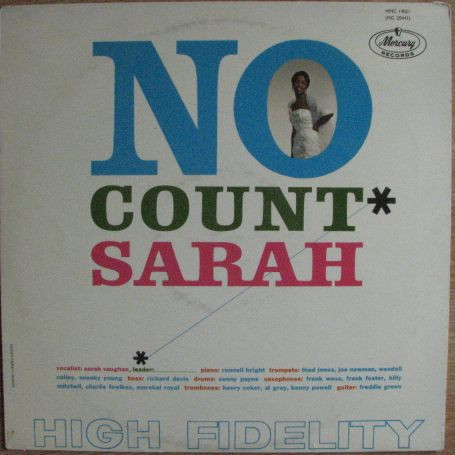 MMC 14021
(MG 20441)
Mercury
RECORDS
NO
COUNT*
SARAH
*
vocalist: sarah vaughan, leader: piano: ronnell bright trumpets: thad jones, joe newman, wendell
culley, snooky young bass: richard davis drums: sonny payne saxophones: frank wess, frank foster, billy
mitchell, charlie fowlkes, marshal royal trombones: henry coker, al grey, benny powell guitar: freddie green
HIGH FIDELITY